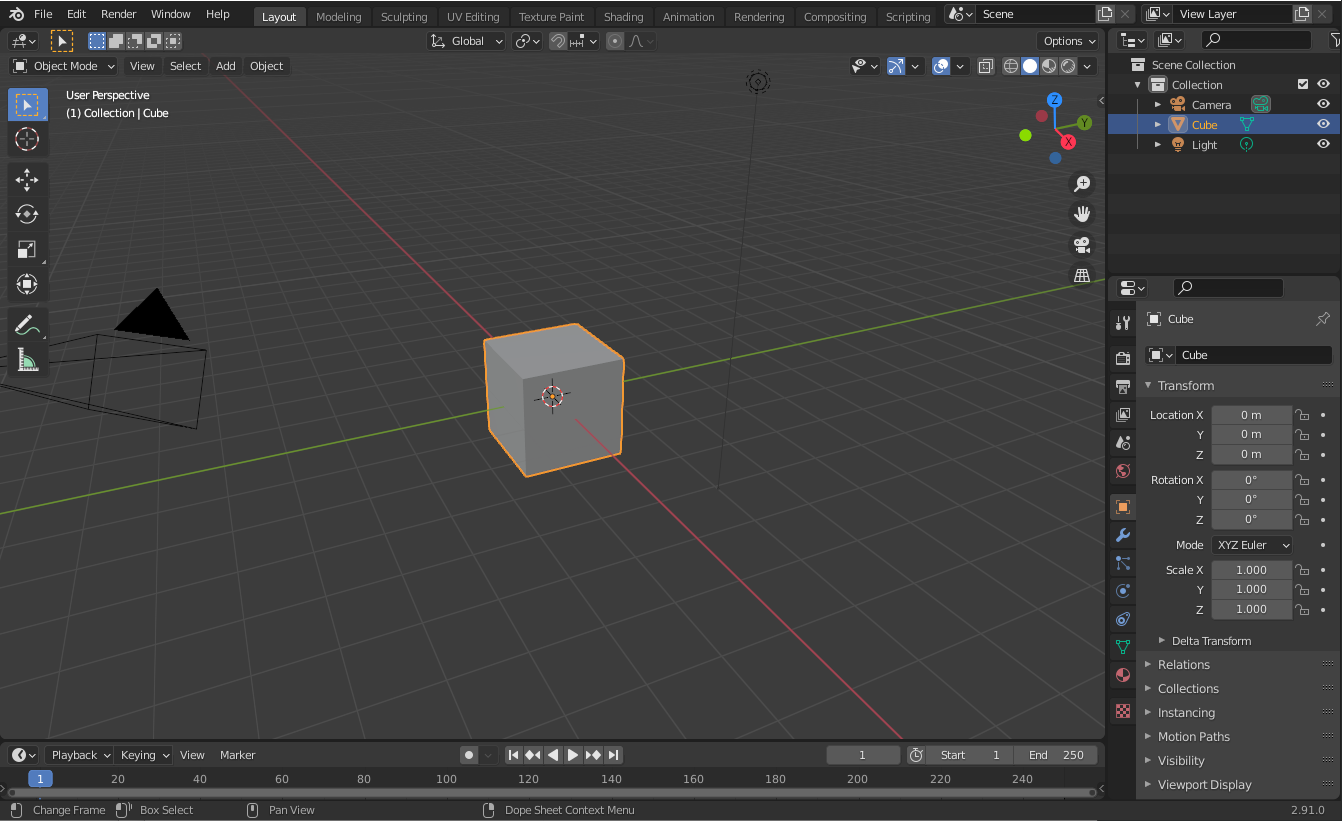 File Edit Render Window Help Layout Modeling Sculpting UV Editing Texture Paint Shading Animation Rendering Compositing Scripting Scene View Layer
Global Options
Object Mode View Select Add Object
User Perspective
(1) Collection | Cube
Z
Y
X
Scene Collection
Collection
Camera
Cube
Light
Cube
Cube
Transform
Location X 0 m
Y 0 m
Z 0 m
Rotation X 0°
Y 0°
Z 0°
Mode XYZ Euler
Scale X 1.000
Y 1.000
Z 1.000
Delta Transform
Relations
Collections
Instancing
Motion Paths
Visibility
Viewport Display
Playback Keying View Marker 1 Start 1 End 250
1 20 40 60 80 100 120 140 160 180 200 220 240
Change Frame Box Select Pan View Dope Sheet Context Menu 2.91.0